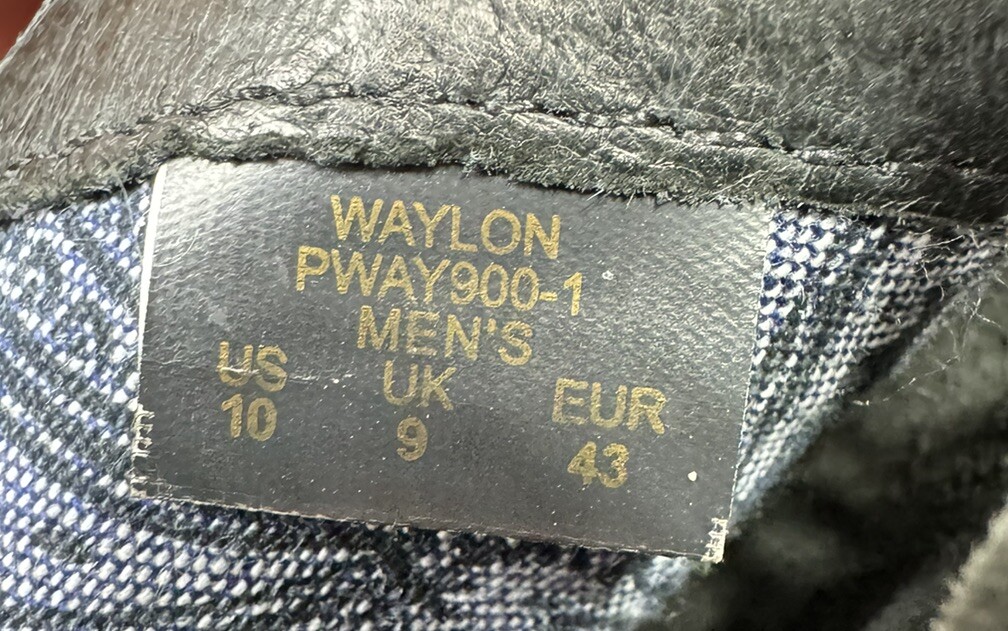 WAYLON
PWAY900-1
MEN'S
US UK EUR
10 9 43